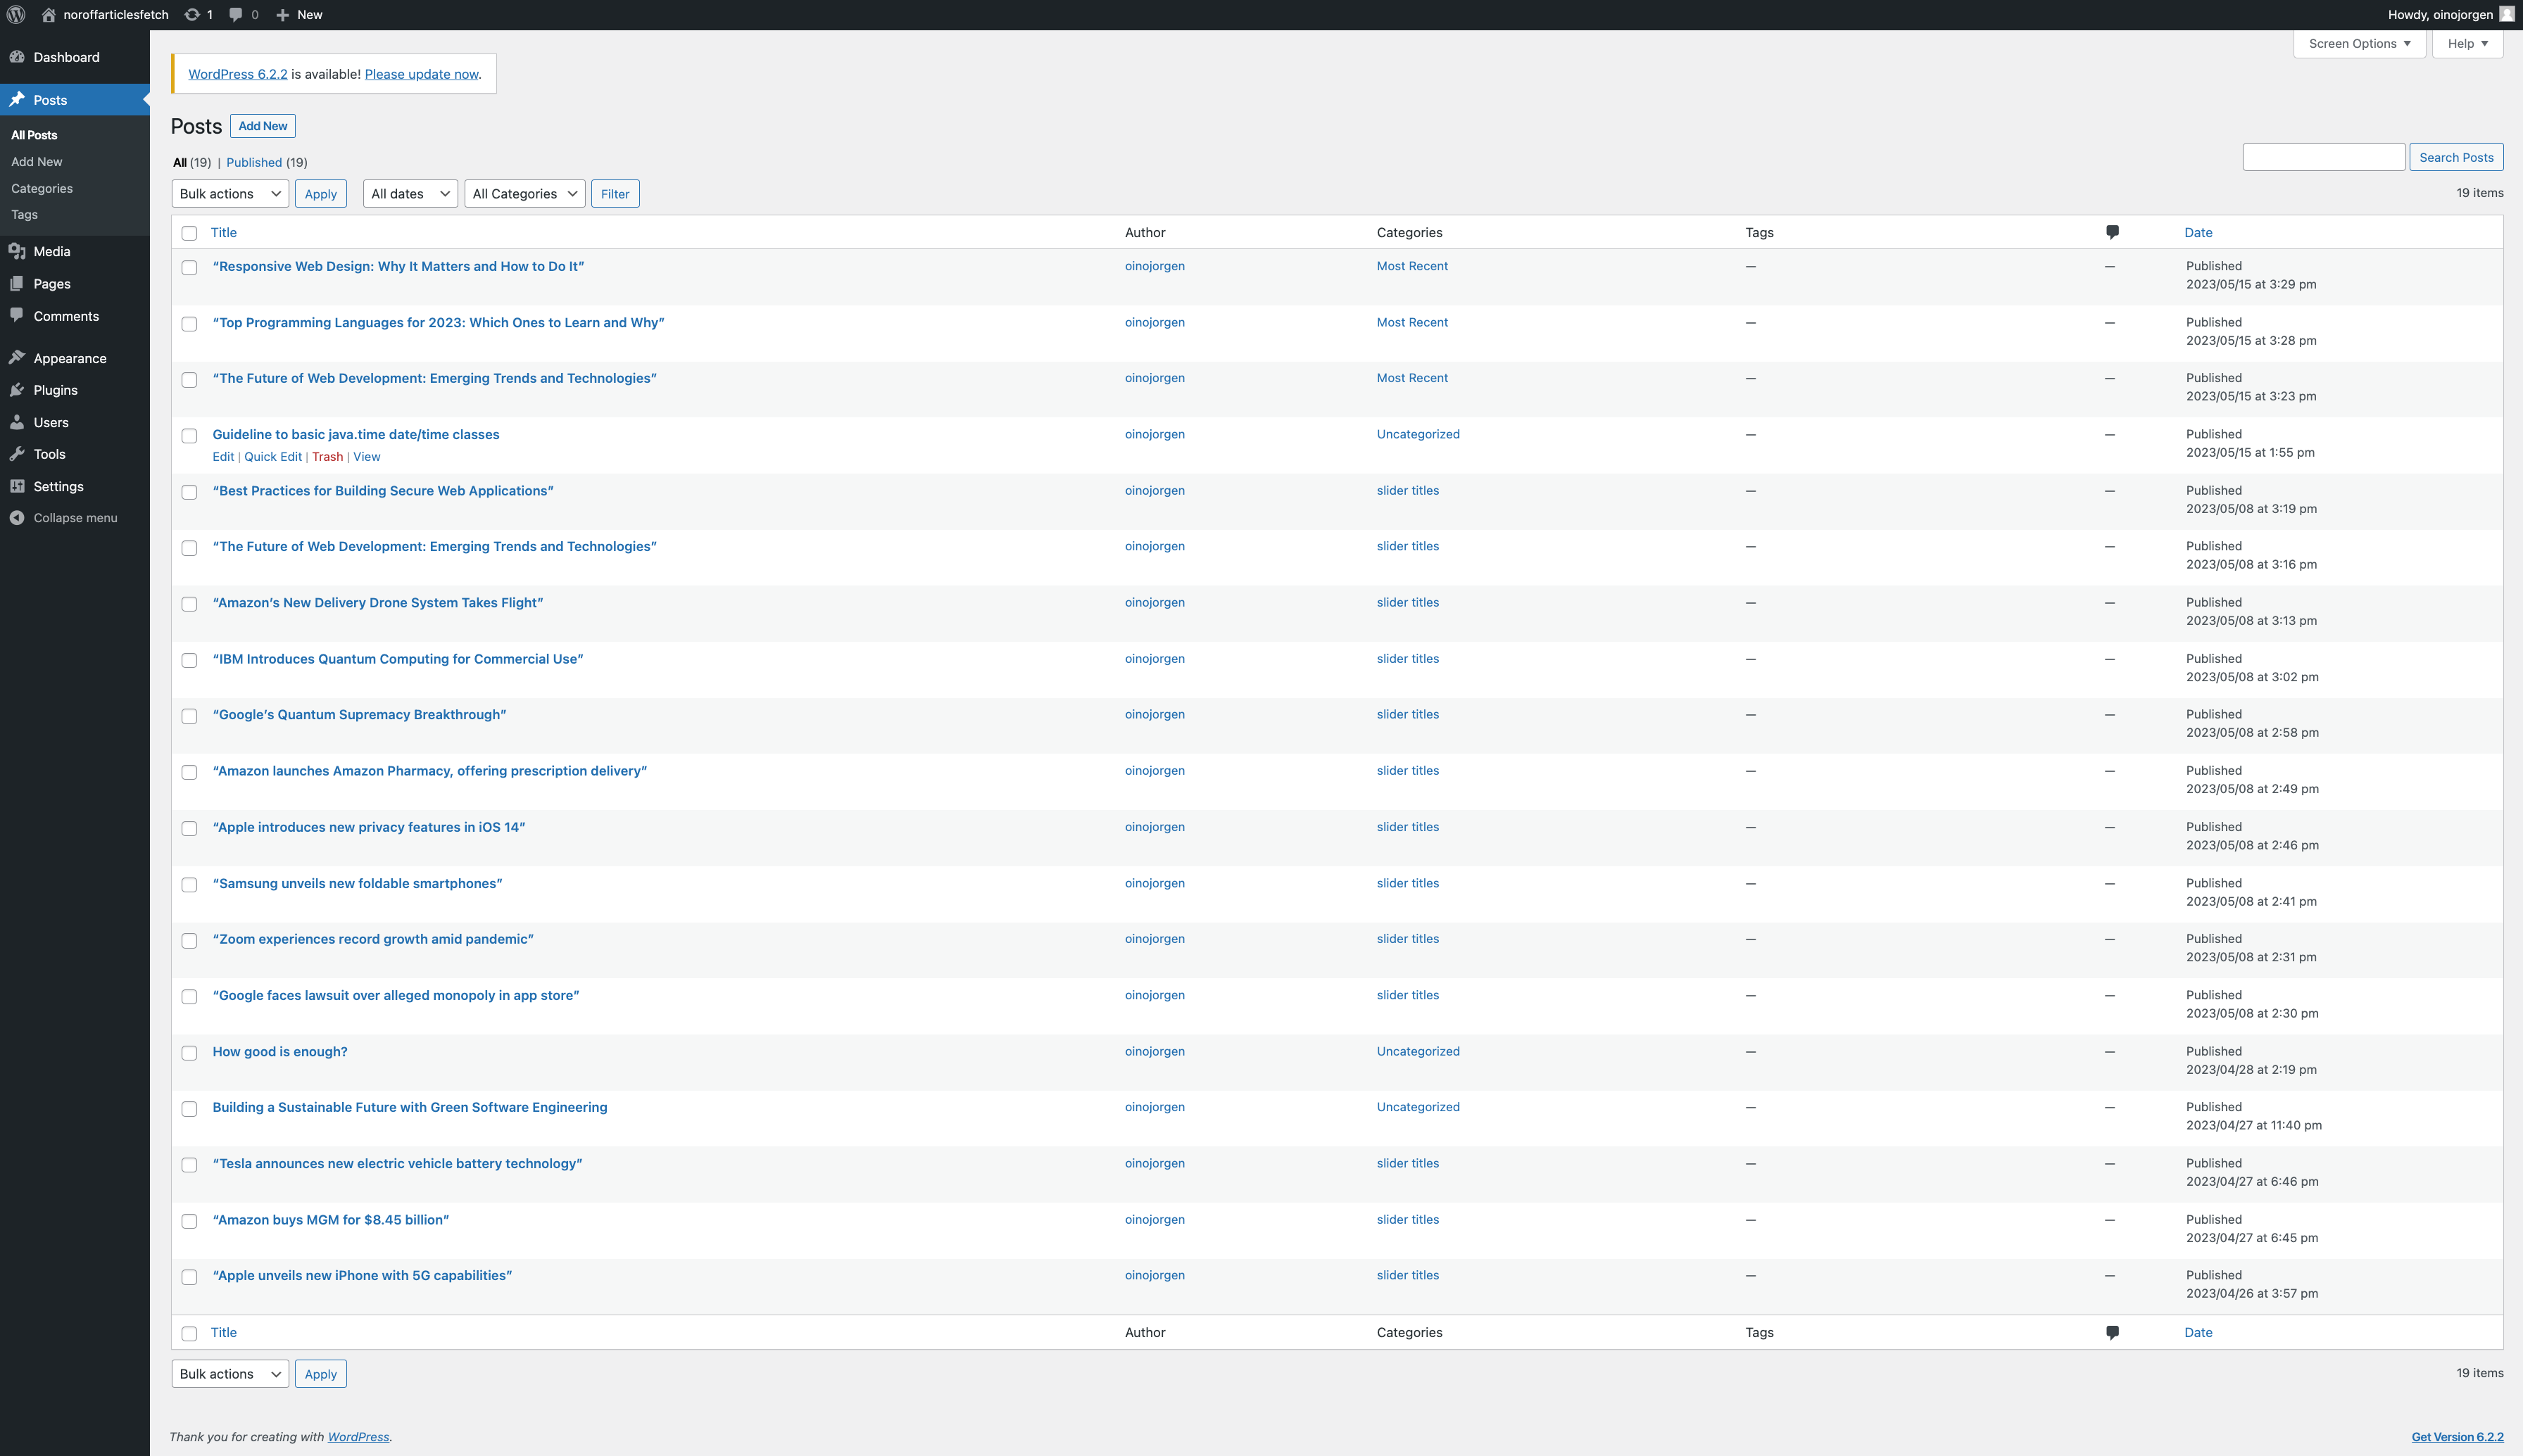 noroffarticlesfetch 1 0 New Howdy, oinojorgen
Dashboard
Posts
All Posts
Add New
Categories
Tags
Media
Pages
Comments
Appearance
Plugins
Users
Tools
Settings
Collapse menu
Screen Options Help
WordPress 6.2.2 is available! Please update now.
Posts Add New
All (19) | Published (19)
Search Posts
Bulk actions Apply All dates All Categories Filter 19 items
Title Author Categories Tags Date
“Responsive Web Design: Why It Matters and How to Do It” oinojorgen Most Recent — — Published
2023/05/15 at 3:29 pm
“Top Programming Languages for 2023: Which Ones to Learn and Why” oinojorgen Most Recent — — Published
2023/05/15 at 3:28 pm
“The Future of Web Development: Emerging Trends and Technologies” oinojorgen Most Recent — — Published
2023/05/15 at 3:23 pm
Guideline to basic java.time date/time classes oinojorgen Uncategorized — — Published
Edit | Quick Edit | Trash | View 2023/05/15 at 1:55 pm
“Best Practices for Building Secure Web Applications” oinojorgen slider titles — — Published
2023/05/08 at 3:19 pm
“The Future of Web Development: Emerging Trends and Technologies” oinojorgen slider titles — — Published
2023/05/08 at 3:16 pm
“Amazon’s New Delivery Drone System Takes Flight” oinojorgen slider titles — — Published
2023/05/08 at 3:13 pm
“IBM Introduces Quantum Computing for Commercial Use” oinojorgen slider titles — — Published
2023/05/08 at 3:02 pm
“Google’s Quantum Supremacy Breakthrough” oinojorgen slider titles — — Published
2023/05/08 at 2:58 pm
“Amazon launches Amazon Pharmacy, offering prescription delivery” oinojorgen slider titles — — Published
2023/05/08 at 2:49 pm
“Apple introduces new privacy features in iOS 14” oinojorgen slider titles — — Published
2023/05/08 at 2:46 pm
“Samsung unveils new foldable smartphones” oinojorgen slider titles — — Published
2023/05/08 at 2:41 pm
“Zoom experiences record growth amid pandemic” oinojorgen slider titles — — Published
2023/05/08 at 2:31 pm
“Google faces lawsuit over alleged monopoly in app store” oinojorgen slider titles — — Published
2023/05/08 at 2:30 pm
How good is enough? oinojorgen Uncategorized — — Published
2023/04/28 at 2:19 pm
Building a Sustainable Future with Green Software Engineering oinojorgen Uncategorized — — Published
2023/04/27 at 11:40 pm
“Tesla announces new electric vehicle battery technology” oinojorgen slider titles — — Published
2023/04/27 at 6:46 pm
“Amazon buys MGM for $8.45 billion” oinojorgen slider titles — — Published
2023/04/27 at 6:45 pm
“Apple unveils new iPhone with 5G capabilities” oinojorgen slider titles — — Published
2023/04/26 at 3:57 pm
Title Author Categories Tags Date
Bulk actions Apply 19 items
Thank you for creating with WordPress. Get Version 6.2.2